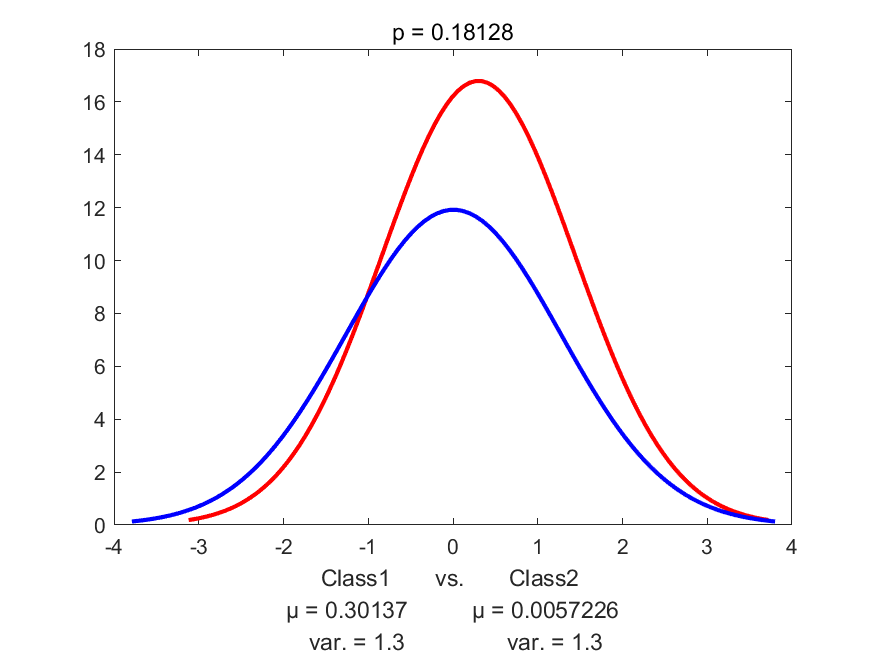 p = 0.18128
18
16
14
12
10
8
6
4
2
0
-4 -3 -2 -1 0 1 2 3 4
Class1 vs. Class2
μ = 0.30137 μ = 0.0057226
var. = 1.3 var. = 1.3